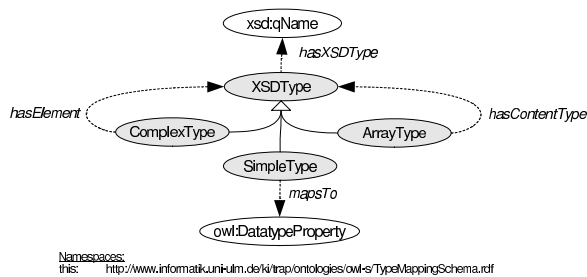 xsd:qName
hasXSDType
XSDType
hasElement
hasContentType
ComplexType
ArrayType
SimpleType
mapsTo
owl:DatatypeProperty
Namespaces:
this: http://www.informatik.uni-ulm.de/ki/trap/ontologies/owl-s/TypeMappingSchema.rdf